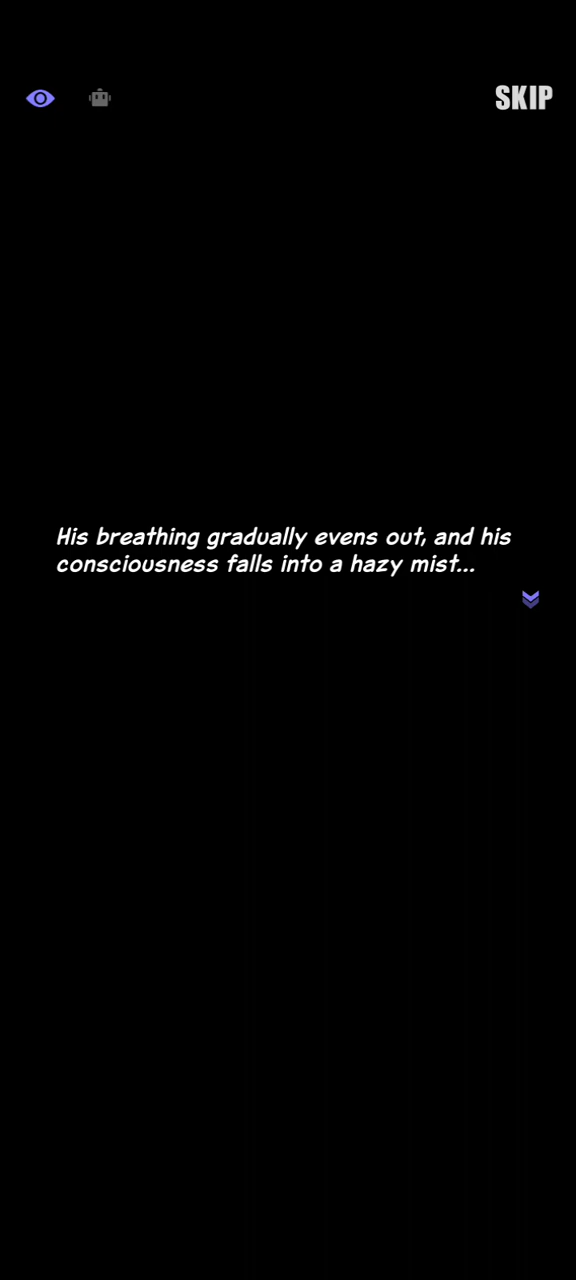 SKIP
His breathing gradually evens out, and his
consciousness falls into a hazy mist...